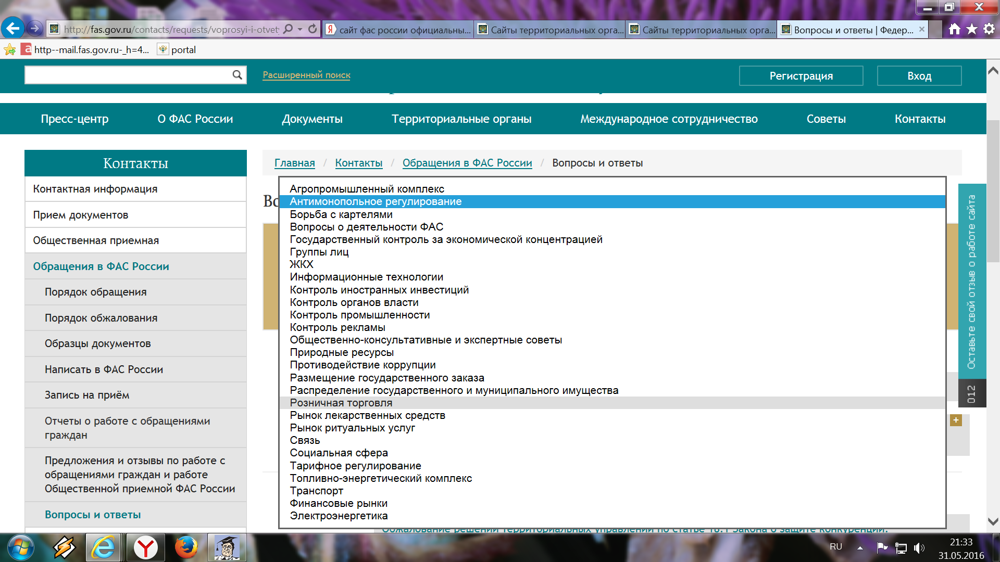 http://fas.gov.ru/contacts/requests/voprosyi-i-otvety
сайт фас россии официальны...
Сайты территориальных орга...
Сайты территориальных орга...
Вопросы и ответы | Федер...
http--mail.fas.gov.ru-_h=4...
portal
Расширенный поиск
Регистрация
Вход
Пресс-центр
О ФАС России
Документы
Территориальные органы
Международное сотрудничество
Советы
Контакты
Контакты
Контактная информация
Прием документов
Общественная приемная
Обращения в ФАС России
Порядок обращения
Порядок обжалования
Образцы документов
Написать в ФАС России
Запись на приём
Отчеты о работе с обращениями
граждан
Предложения и отзывы по работе с
обращениями граждан и работе
Общественной приемной ФАС России
Вопросы и ответы
Главная / Контакты / Обращения в ФАС России / Вопросы и ответы
Во
Агропромышленный комплекс
Антимонопольное регулирование
Борьба с картелями
Вопросы о деятельности ФАС
Государственный контроль за экономической концентрацией
Группы лиц
ЖКХ
Информационные технологии
Контроль иностранных инвестиций
Контроль органов власти
Контроль промышленности
Контроль рекламы
Общественно-консультативные и экспертные советы
Природные ресурсы
Противодействие коррупции
Размещение государственного заказа
Распределение государственного и муниципального имущества
Розничная торговля
Рынок лекарственных средств
Рынок ритуальных услуг
Связь
Социальная сфера
Тарифное регулирование
Топливно-энергетический комплекс
Транспорт
Финансовые рынки
Электроэнергетика
Обжалование решений территориальных управлений по статье 18.1 Закона о защите конкуренции.
Оставьте свой отзыв о работе сайта
012
+
RU
21:33
31.05.2016